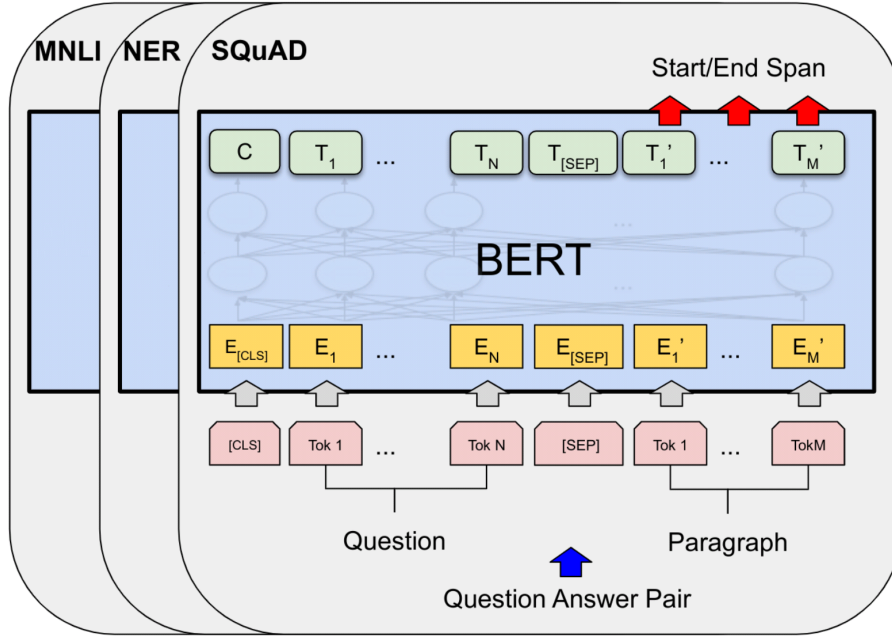 MNLI NER SQuAD
Start/End Span
C T1 ... TN T[SEP] T1’ ... TM’
BERT
E[CLS] E1 ... EN E[SEP] E1’ ... EM’
[CLS] Tok 1 ... Tok N [SEP] Tok 1 ... TokM
Question Paragraph
Question Answer Pair